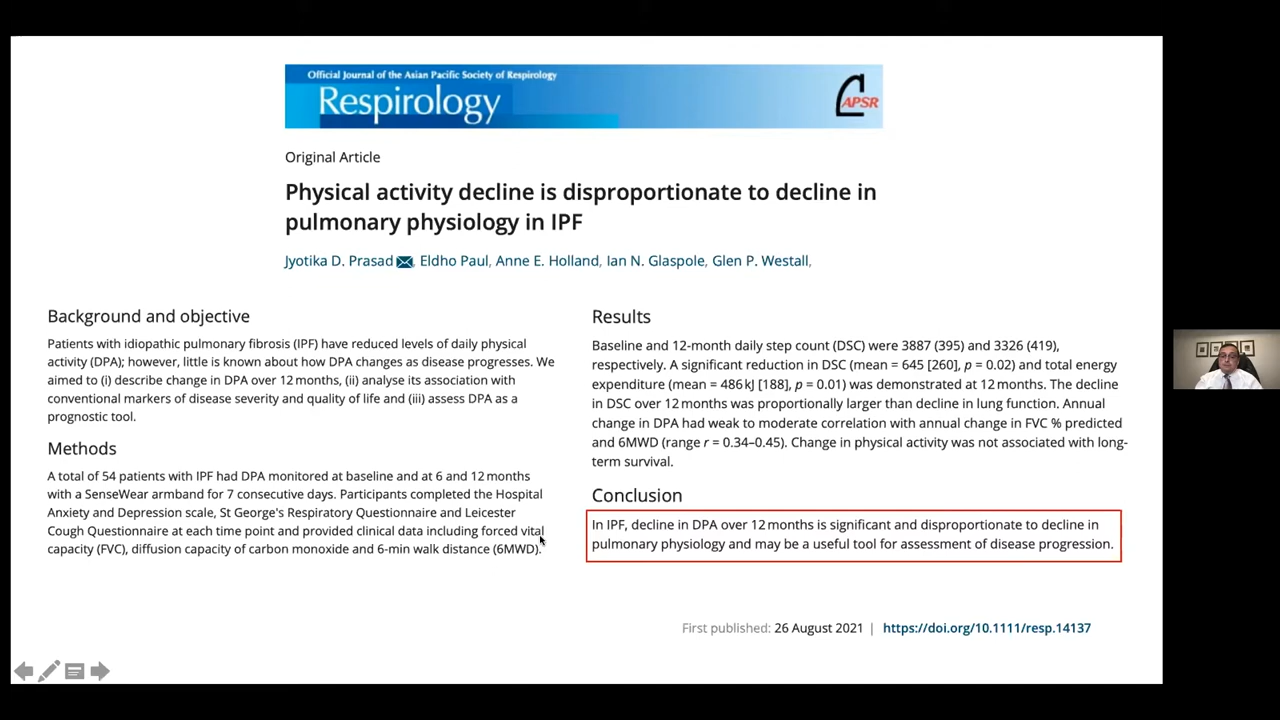 Official Journal of the Asian Pacific Society of Respirology
Respirology
APSR
Original Article
Physical activity decline is disproportionate to decline in
pulmonary physiology in IPF
Jyotika D. Prasad, Eldho Paul, Anne E. Holland, Ian N. Glaspole, Glen P. Westall,
Background and objective
Patients with idiopathic pulmonary fibrosis (IPF) have reduced levels of daily physical
activity (DPA); however, little is known about how DPA changes as disease progresses. We
aimed to (i) describe change in DPA over 12 months, (ii) analyse its association with
conventional markers of disease severity and quality of life and (iii) assess DPA as a
prognostic tool.
Methods
A total of 54 patients with IPF had DPA monitored at baseline and at 6 and 12 months
with a SenseWear armband for 7 consecutive days. Participants completed the Hospital
Anxiety and Depression scale, St George's Respiratory Questionnaire and Leicester
Cough Questionnaire at each time point and provided clinical data including forced vital
capacity (FVC), diffusion capacity of carbon monoxide and 6-min walk distance (6MWD).
Results
Baseline and 12-month daily step count (DSC) were 3887 (395) and 3326 (419),
respectively. A significant reduction in DSC (mean = 645 [260], p = 0.02) and total energy
expenditure (mean = 486 kJ [188], p = 0.01) was demonstrated at 12 months. The decline
in DSC over 12 months was proportionally larger than decline in lung function. Annual
change in DPA had weak to moderate correlation with annual change in FVC % predicted
and 6MWD (range r = 0.34–0.45). Change in physical activity was not associated with long-
term survival.
Conclusion
In IPF, decline in DPA over 12 months is significant and disproportionate to decline in
pulmonary physiology and may be a useful tool for assessment of disease progression.
First published: 26 August 2021 | https://doi.org/10.1111/resp.14137